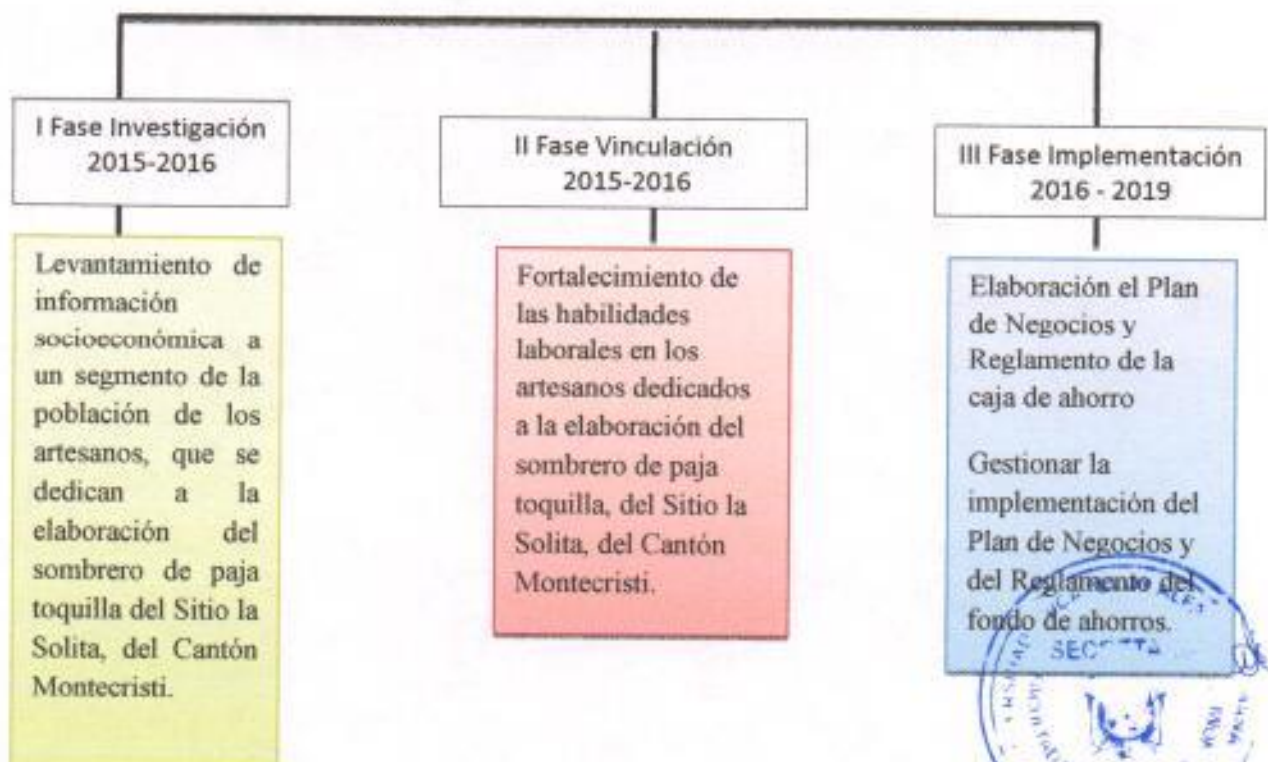 I Fase Investigación
2015-2016
Levantamiento de
información
socioeconómica a
un segmento de la
población de los
artesanos, que se
dedican a la
elaboración del
sombrero de paja
toquilla del Sitio la
Solita, del Cantón
Montecristi.
II Fase Vinculación
2015-2016
Fortalecimiento de
las habilidades
laborales en los
artesanos dedicados
a la elaboración del
sombrero de paja
toquilla, del Sitio la
Solita, del Cantón
Montecristi.
III Fase Implementación
2016 - 2019
Elaboración el Plan
de Negocios y
Reglamento de la
caja de ahorro
Gestionar la
implementación del
Plan de Negocios y
del Reglamento del
fondo de ahorros.